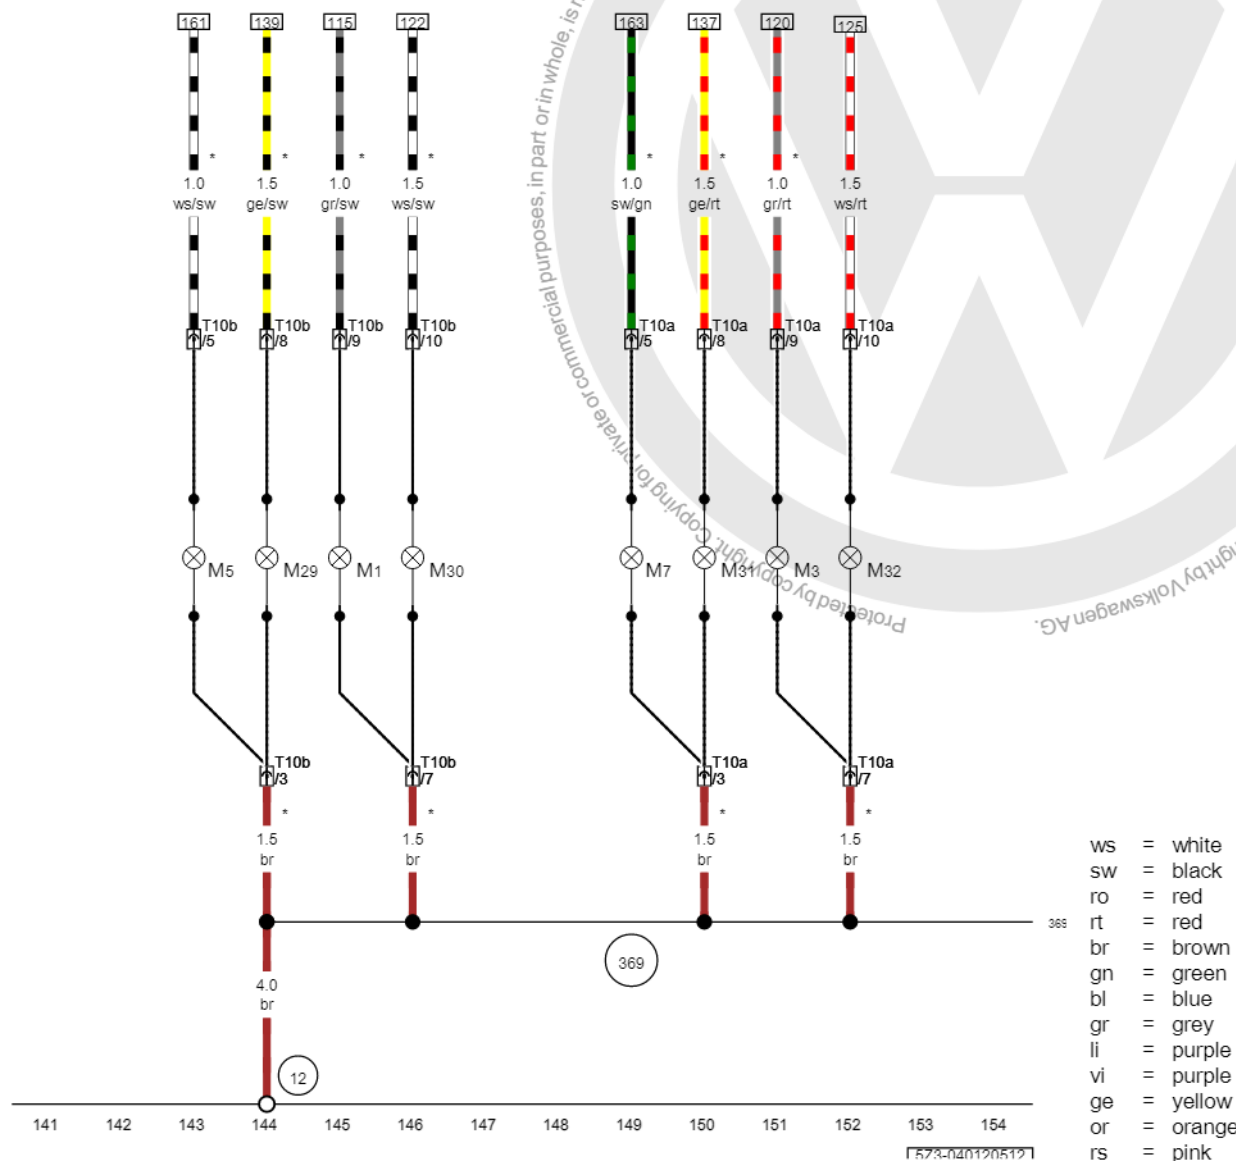 161 139 115 122 163 137 120 125
* * * * * * *
1.0 1.5 1.0 1.5 1.0 1.5 1.0 1.5
ws/sw ge/sw gr/sw ws/sw sw/gn ge/rt gr/rt ws/rt
T10b T10b T10b T10b T10a T10a T10a T10a
/5 /8 /9 /10 /5 /8 /9 /10
M5 M29 M1 M30 M7 M31 M3 M32
T10b T10b T10a T10a
/3 /7 /3 /7
* * * *
1.5 1.5 1.5 1.5
br br br br
369
369
4.0
br
12
141 142 143 144 145 146 147 148 149 150 151 152 153 154
573-040120512
ws = white
sw = black
ro = red
rt = red
br = brown
gn = green
bl = blue
gr = grey
li = purple
vi = purple
ge = yellow
or = orange
rs = pink
Protected by copyright. Copying for private or commercial purposes, in part or in whole, is
by Volkswagen AG.